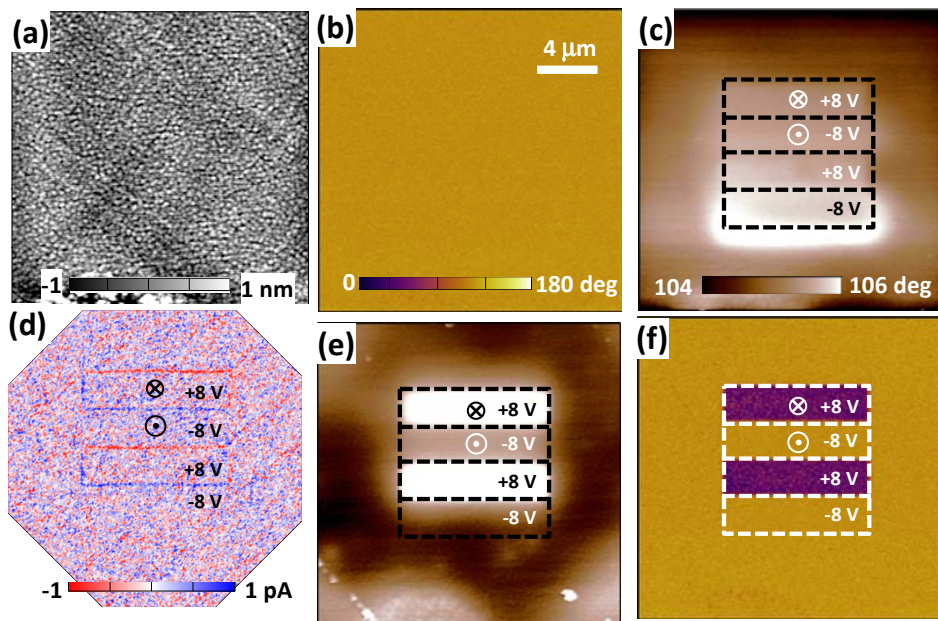 (a)
-1 1 nm
(b)
4 μm
0 180 deg
(c)
⊗ +8 V
⊙ -8 V
+8 V
-8 V
104 106 deg
(d)
⊗ +8 V
⊙ -8 V
+8 V
-8 V
-1 1 pA
(e)
⊗ +8 V
⊙ -8 V
+8 V
-8 V
(f)
⊗ +8 V
⊙ -8 V
+8 V
-8 V